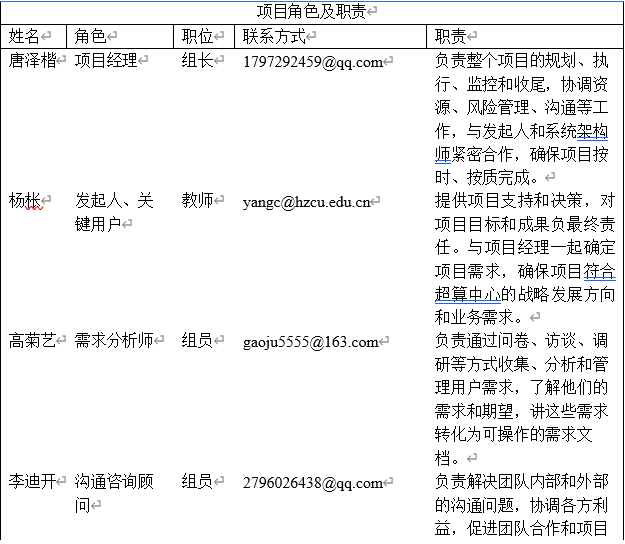 项目角色及职责
姓名 角色 职位 联系方式 职责
唐泽楷 项目经理 组长 1797292459@qq.com 负责整个项目的规划、执
行、监控和收尾，协调资
源、风险管理、沟通等工
作，与发起人和系统架构
师紧密合作，确保项目按
时、按质完成。
杨枨 发起人、关 教师 yangc@hzcu.edu.cn 提供项目支持和决策，对
键用户 项目目标和成果负最终责
任。与项目经理一起确定
项目需求，确保项目符合
超算中心的战略发展方向
和业务需求。
高菊艺 需求分析师 组员 gaoju5555@163.com 负责通过问卷、访谈、调
研等方式收集、分析和管
理用户需求，了解他们的
需求和期望，讲这些需求
转化为可操作的需求文
档。
李迪开 沟通咨询顾 组员 2796026438@qq.com 负责解决团队内部和外部
问 的沟通问题，协调各方利
益，促进团队合作和项目